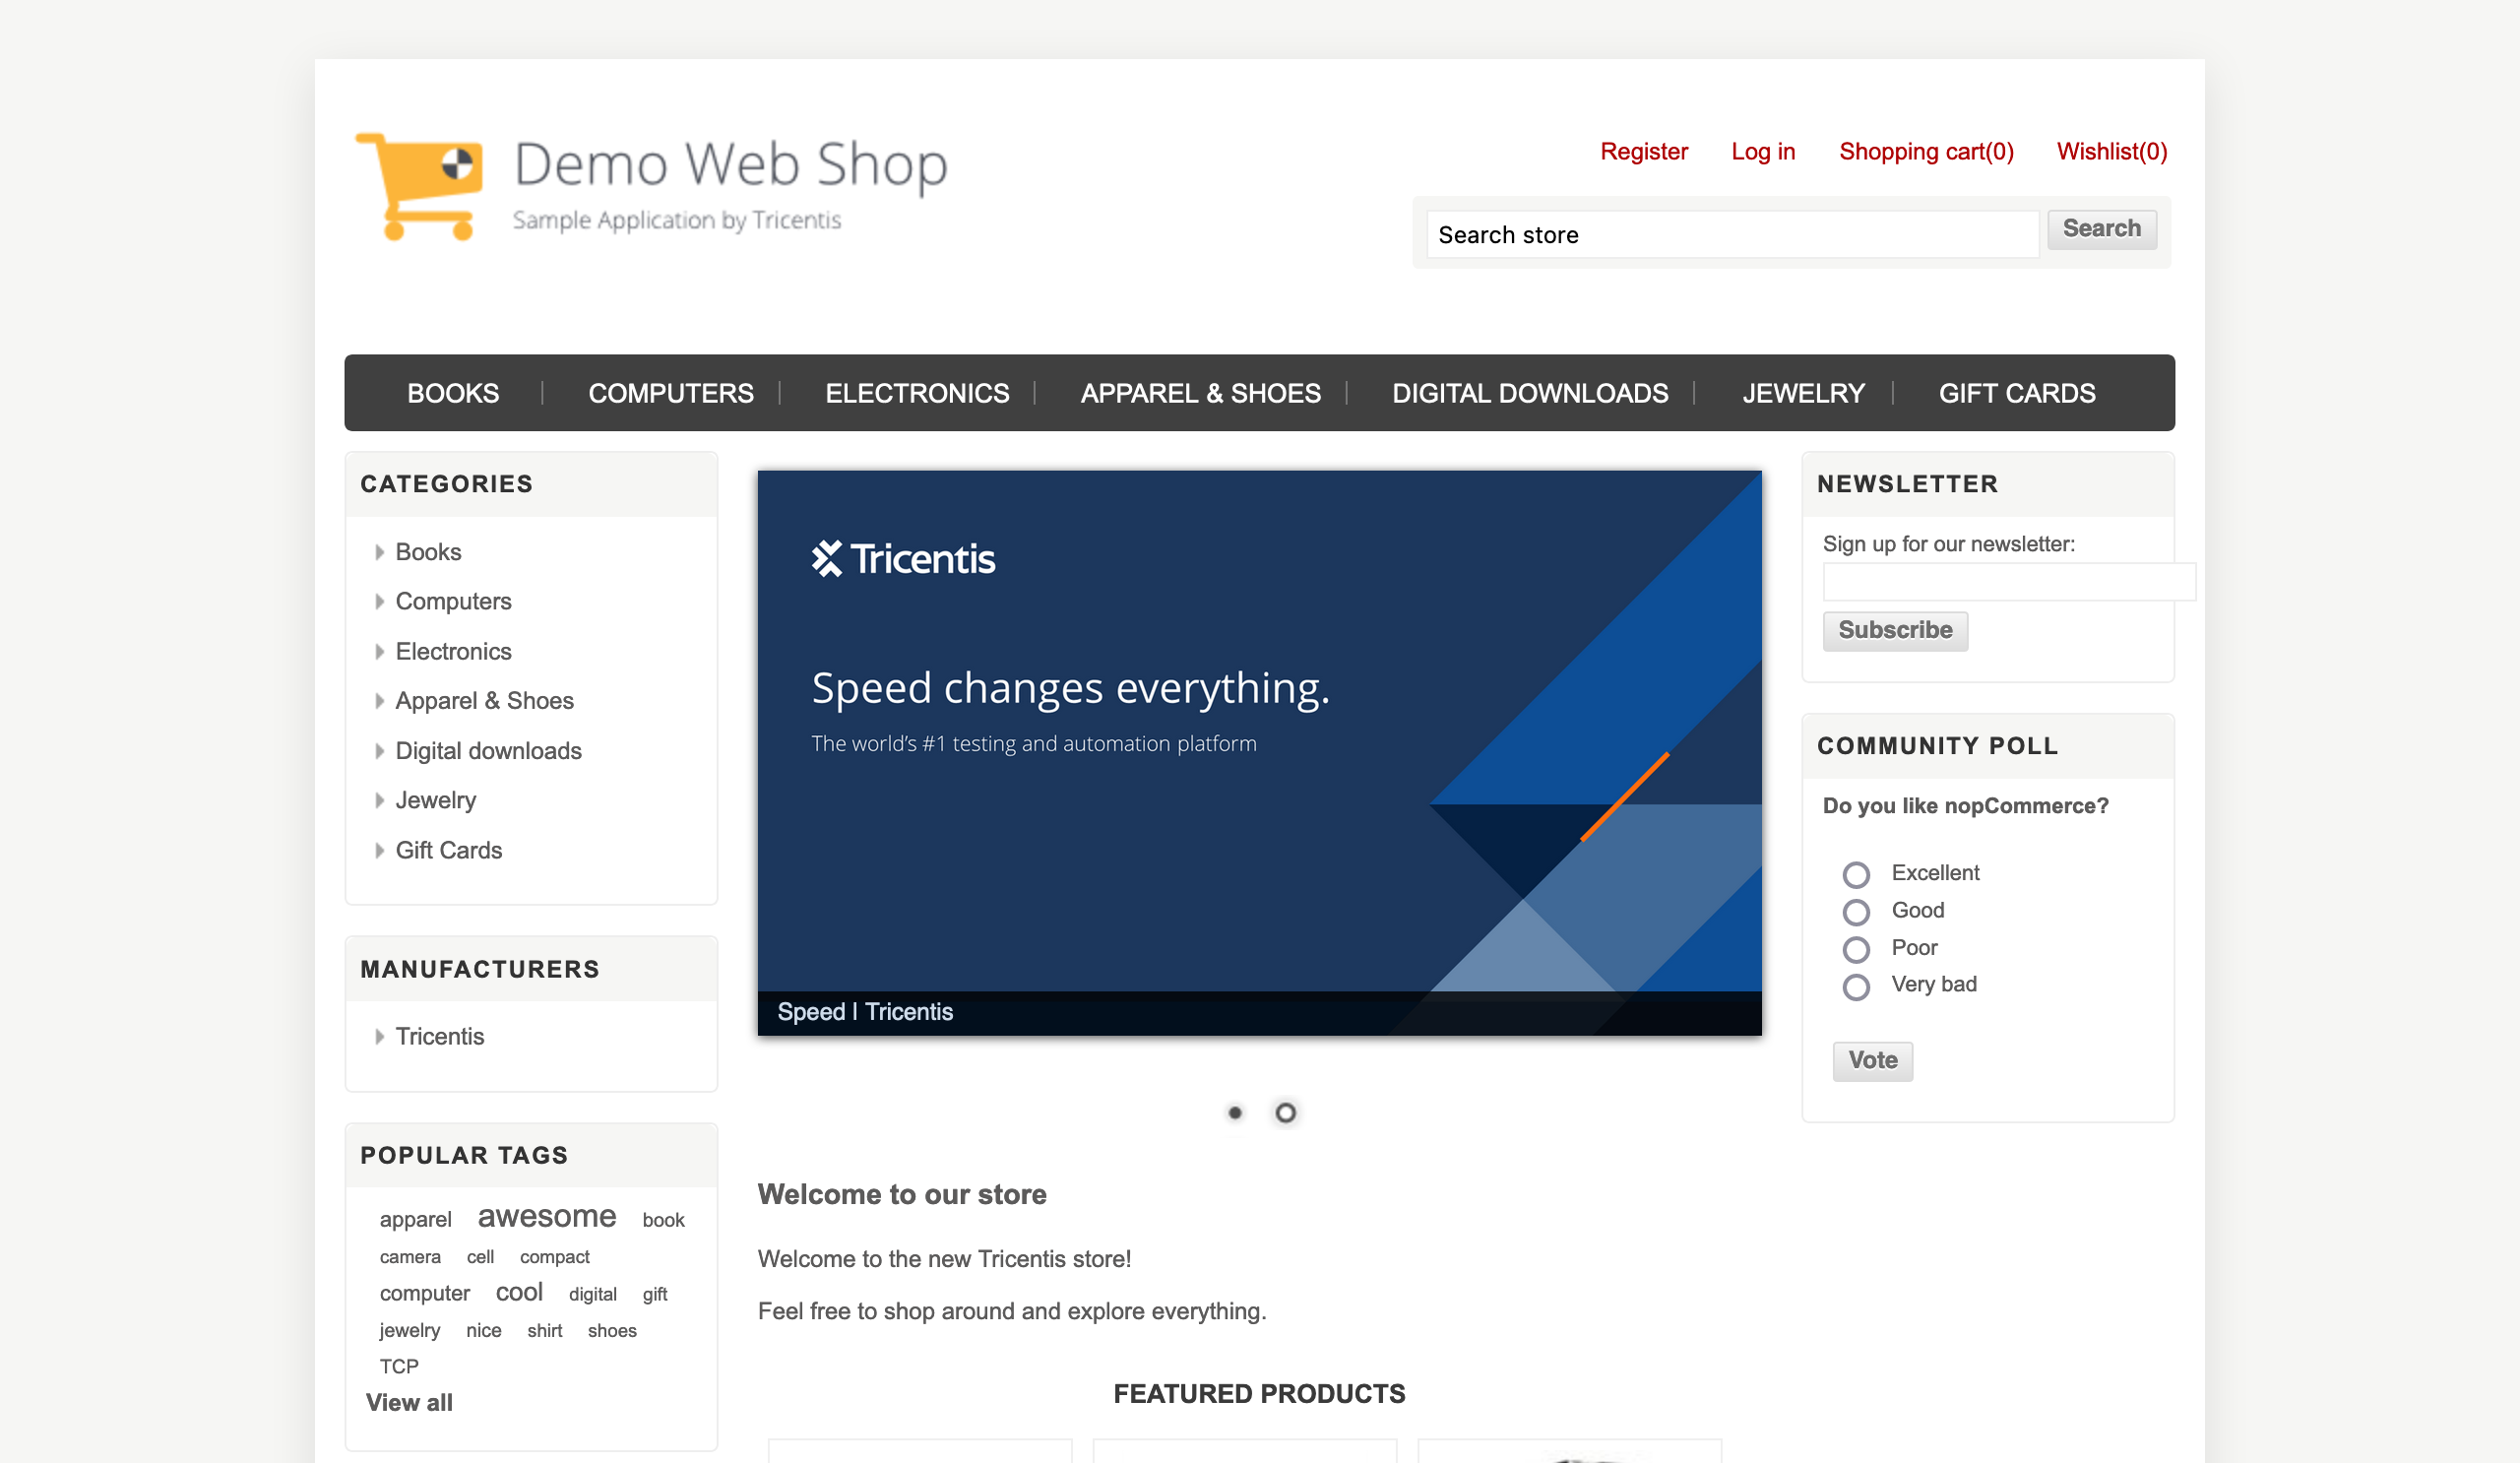 Demo Web Shop
Sample Application by Tricentis
Register Log in Shopping cart(0) Wishlist(0)
Search store Search
BOOKS COMPUTERS ELECTRONICS APPAREL & SHOES DIGITAL DOWNLOADS JEWELRY GIFT CARDS
CATEGORIES
Books
Computers
Electronics
Apparel & Shoes
Digital downloads
Jewelry
Gift Cards
MANUFACTURERS
Tricentis
POPULAR TAGS
apparel awesome book
camera cell compact
computer cool digital gift
jewelry nice shirt shoes
TCP
View all
Tricentis
Speed changes everything.
The world's #1 testing and automation platform
Speed | Tricentis
Welcome to our store
Welcome to the new Tricentis store!
Feel free to shop around and explore everything.
FEATURED PRODUCTS
NEWSLETTER
Sign up for our newsletter:
Subscribe
COMMUNITY POLL
Do you like nopCommerce?
Excellent
Good
Poor
Very bad
Vote